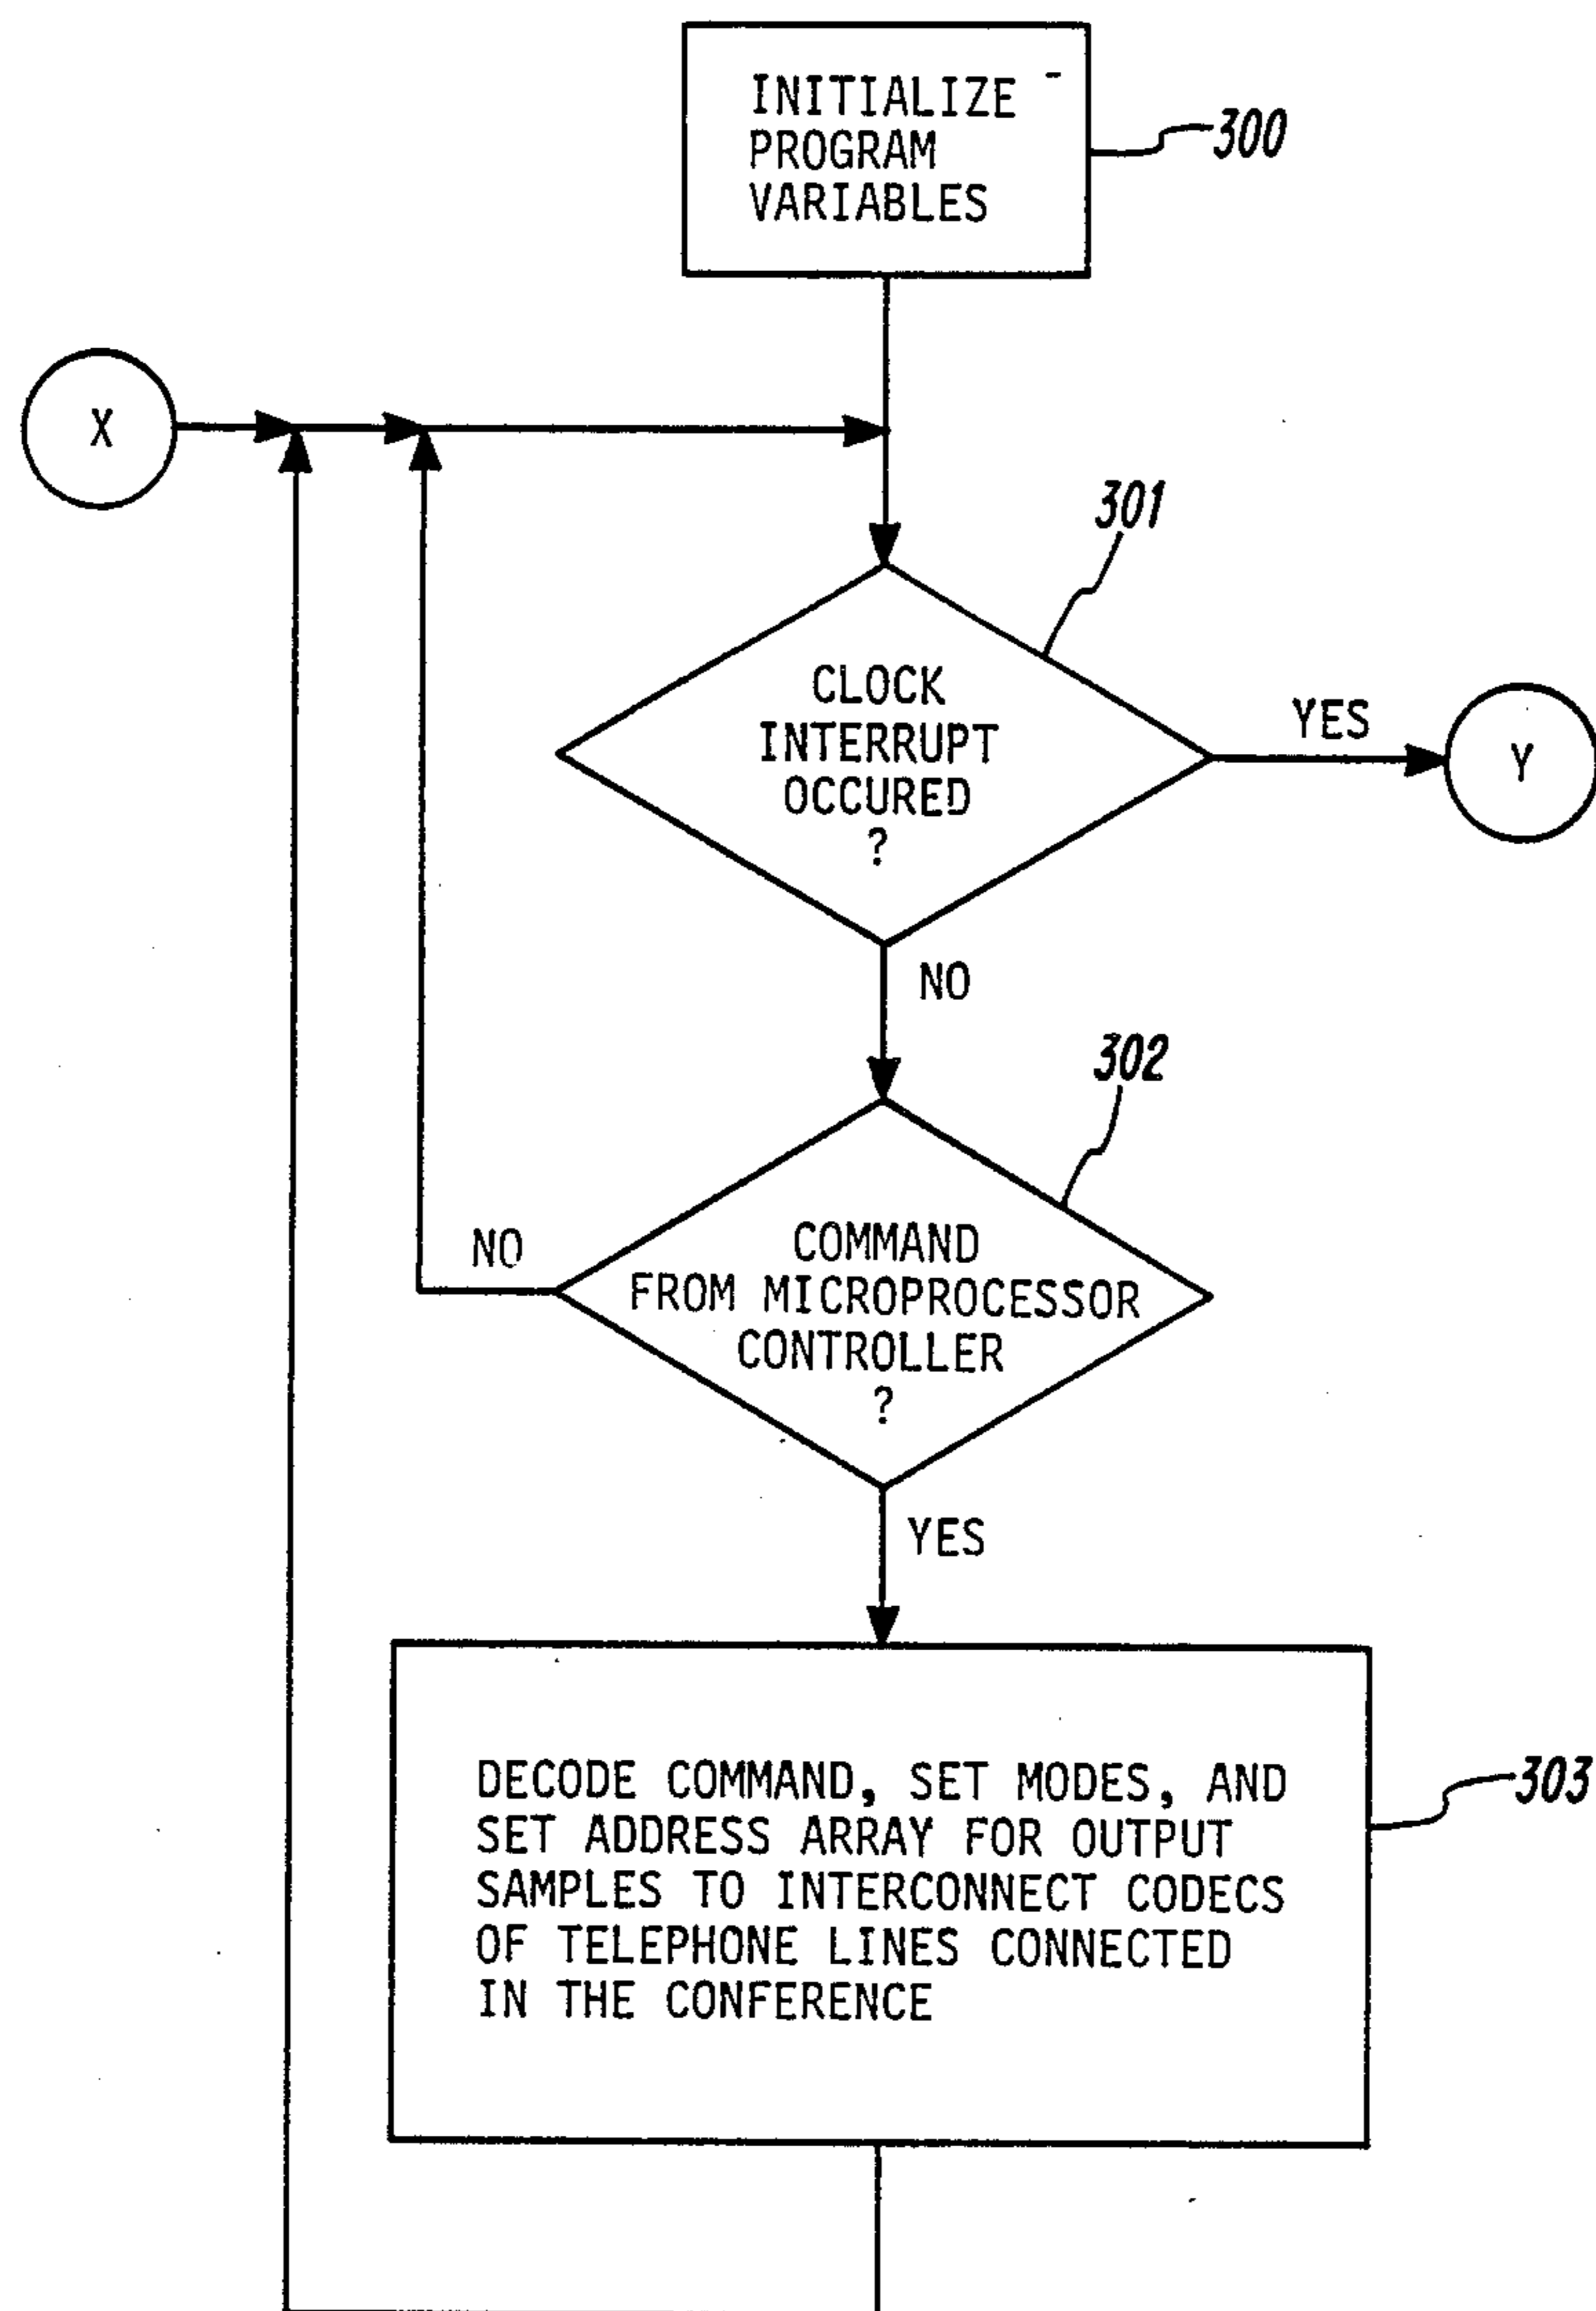 INITIALIZE
PROGRAM
VARIABLES
300
X
301
CLOCK
INTERRUPT
OCCURED
?
YES
Y
NO
302
NO
COMMAND
FROM MICROPROCESSOR
CONTROLLER
?
YES
DECODE COMMAND, SET MODES, AND
SET ADDRESS ARRAY FOR OUTPUT
SAMPLES TO INTERCONNECT CODECS
OF TELEPHONE LINES CONNECTED
IN THE CONFERENCE
303